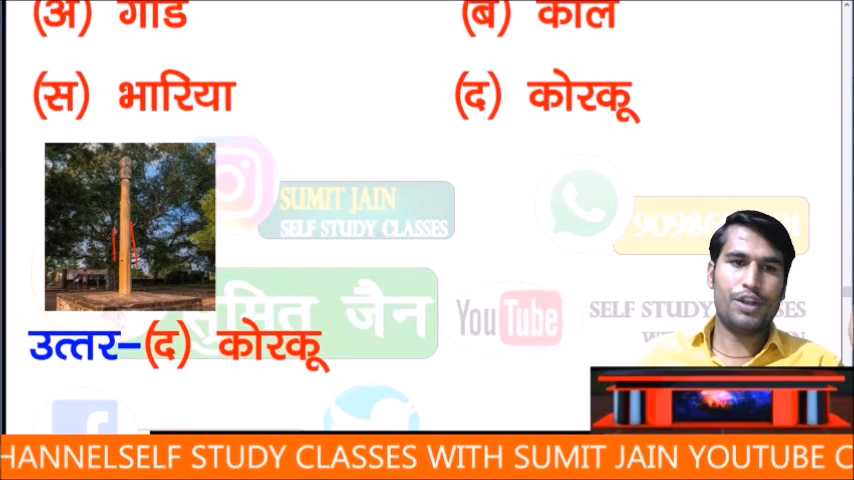 (अ) गोंड (ब) कोल
(स) भारिया (द) कोरकू
SUMIT JAIN
SELF STUDY CLASSES
सुमित जैन
YouTube
SELF STUDY
उत्तर–(द) कोरकू
HANNELSELF STUDY CLASSES WITH SUMIT JAIN YOUTUBE C